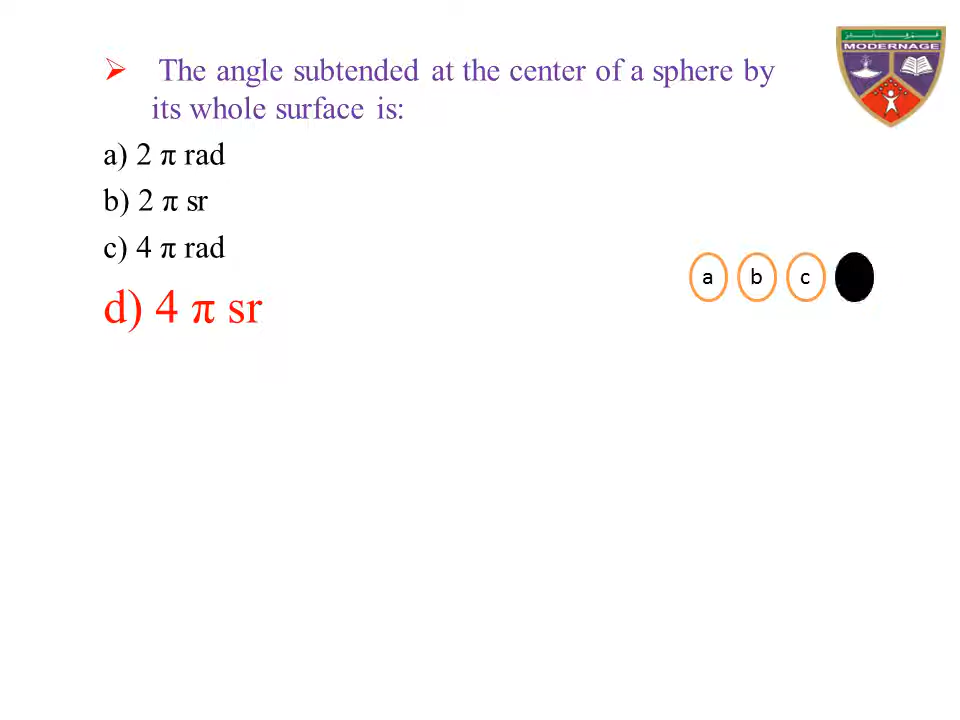 ➢ The angle subtended at the center of a sphere by
its whole surface is:
a) 2 π rad
b) 2 π sr
c) 4 π rad
d) 4 π sr
a b c
MODERNAGE